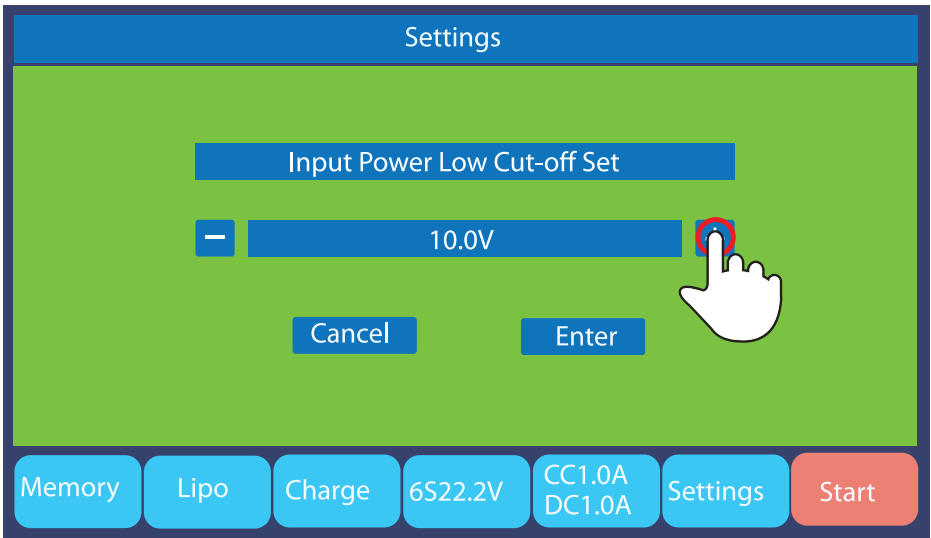 Settings
Input Power Low Cut-off Set
− 10.0V
Cancel Enter
Memory Lipo Charge 6S22.2V CC1.0A DC1.0A Settings Start